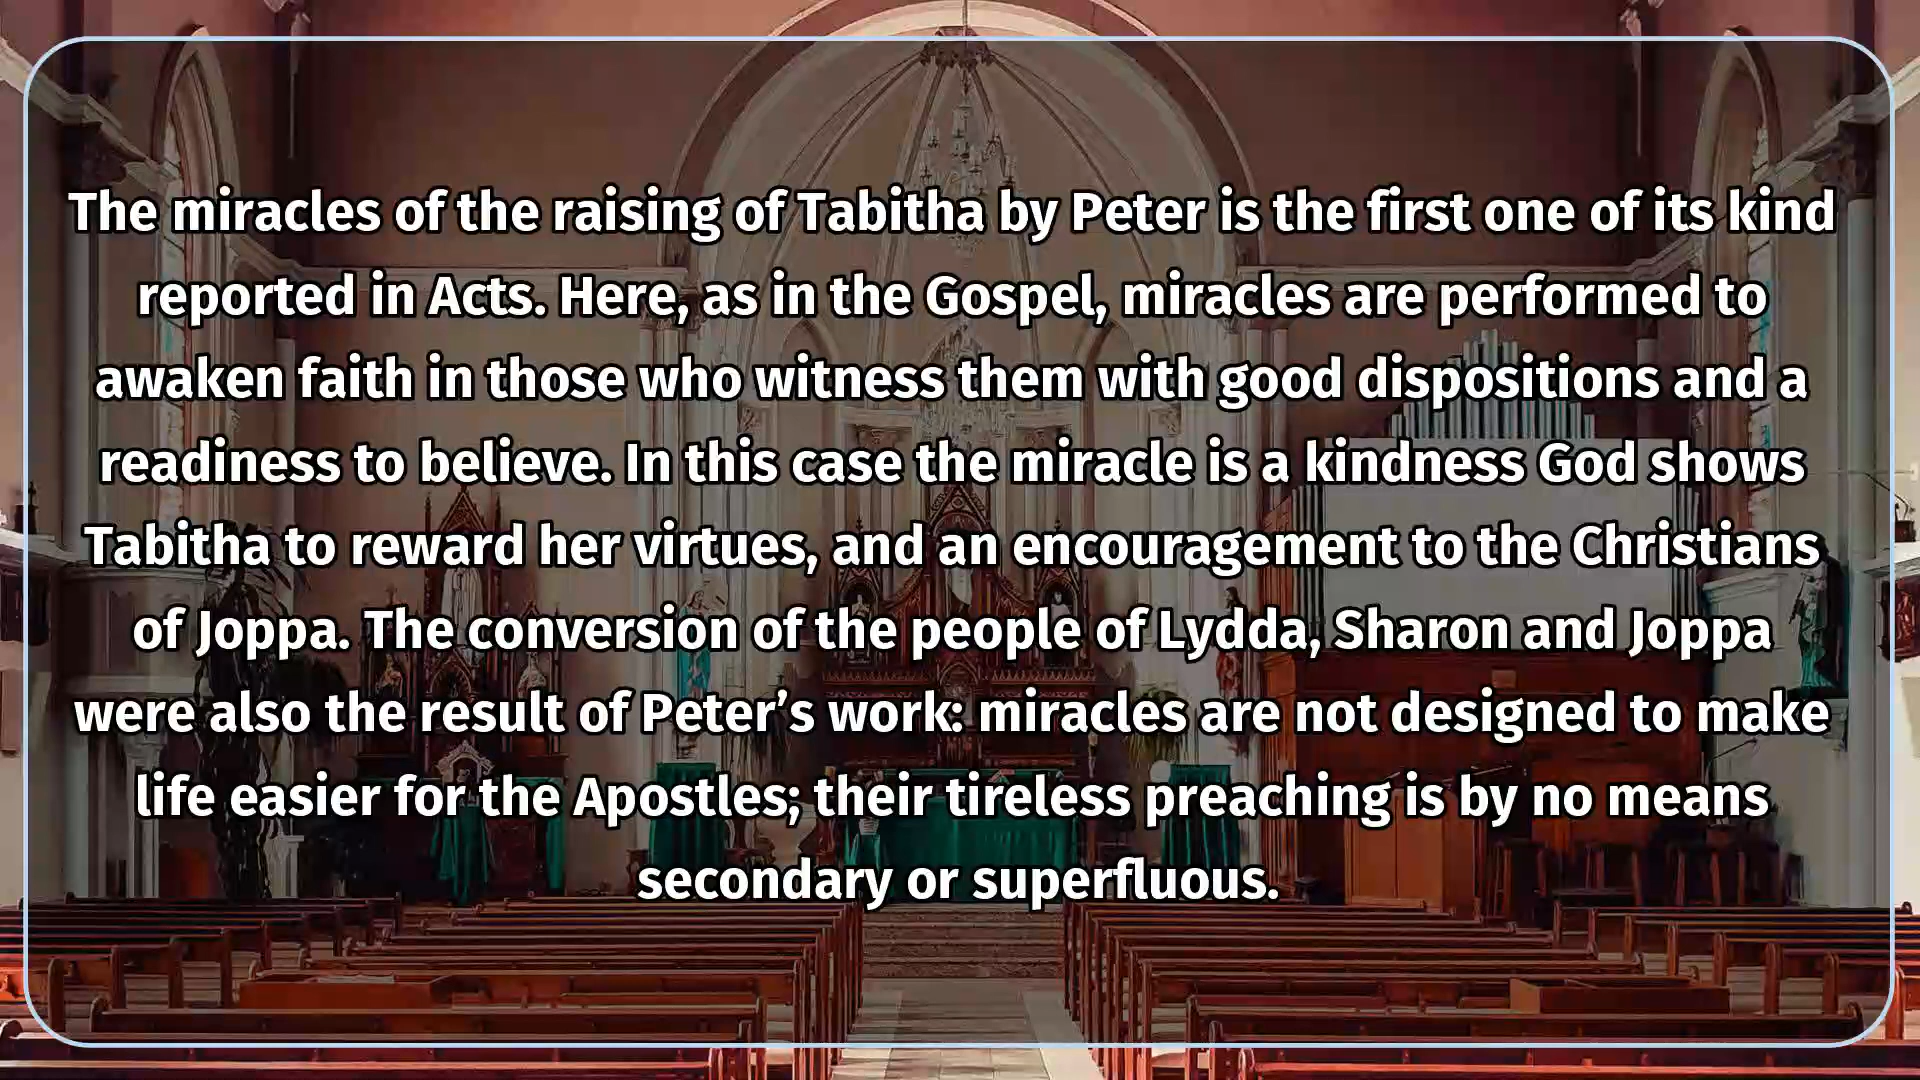 The miracles of the raising of Tabitha by Peter is the first one of its kind
reported in Acts. Here, as in the Gospel, miracles are performed to
awaken faith in those who witness them with good dispositions and a
readiness to believe. In this case the miracle is a kindness God shows
Tabitha to reward her virtues, and an encouragement to the Christians
of Joppa. The conversion of the people of Lydda, Sharon and Joppa
were also the result of Peter’s work: miracles are not designed to make
life easier for the Apostles; their tireless preaching is by no means
secondary or superfluous.